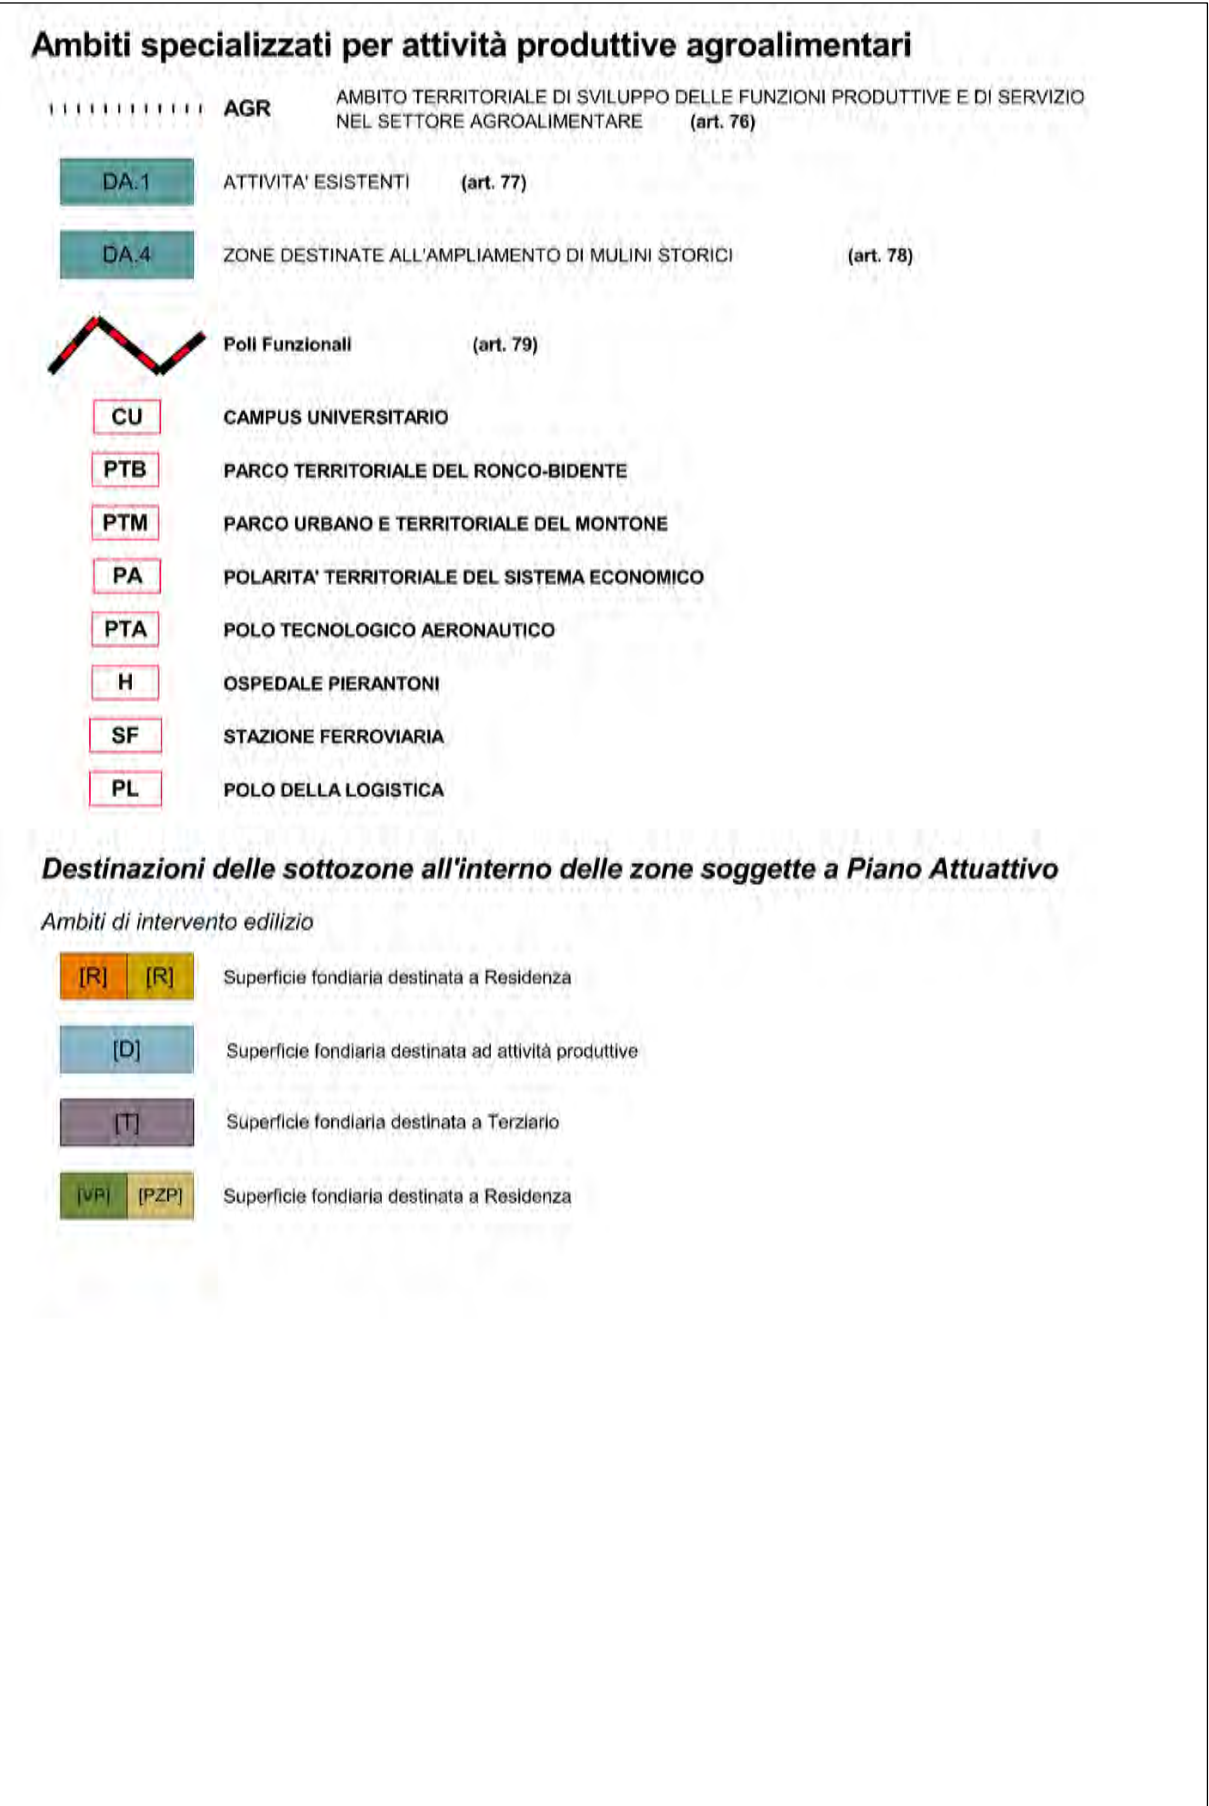 Ambiti specializzati per attività produttive agroalimentari
AGR AMBITO TERRITORIALE DI SVILUPPO DELLE FUNZIONI PRODUTTIVE E DI SERVIZIO
NEL SETTORE AGROALIMENTARE (art. 76)
DA.1 ATTIVITA' ESISTENTI (art. 77)
DA.4 ZONE DESTINATE ALL'AMPLIAMENTO DI MULINI STORICI (art. 78)
Poli Funzionali (art. 79)
CU CAMPUS UNIVERSITARIO
PTB PARCO TERRITORIALE DEL RONCO-BIDENTE
PTM PARCO URBANO E TERRITORIALE DEL MONTONE
PA POLARITA' TERRITORIALE DEL SISTEMA ECONOMICO
PTA POLO TECNOLOGICO AERONAUTICO
H OSPEDALE PIERANTONI
SF STAZIONE FERROVIARIA
PL POLO DELLA LOGISTICA
Destinazioni delle sottozone all'interno delle zone soggette a Piano Attuattivo
Ambiti di intervento edilizio
[R] [R] Superficie fondiaria destinata a Residenza
[D] Superficie fondiaria destinata ad attività produttive
[T] Superficie fondiaria destinata a Terziario
[VP] [PZP] Superficie fondiaria destinata a Residenza